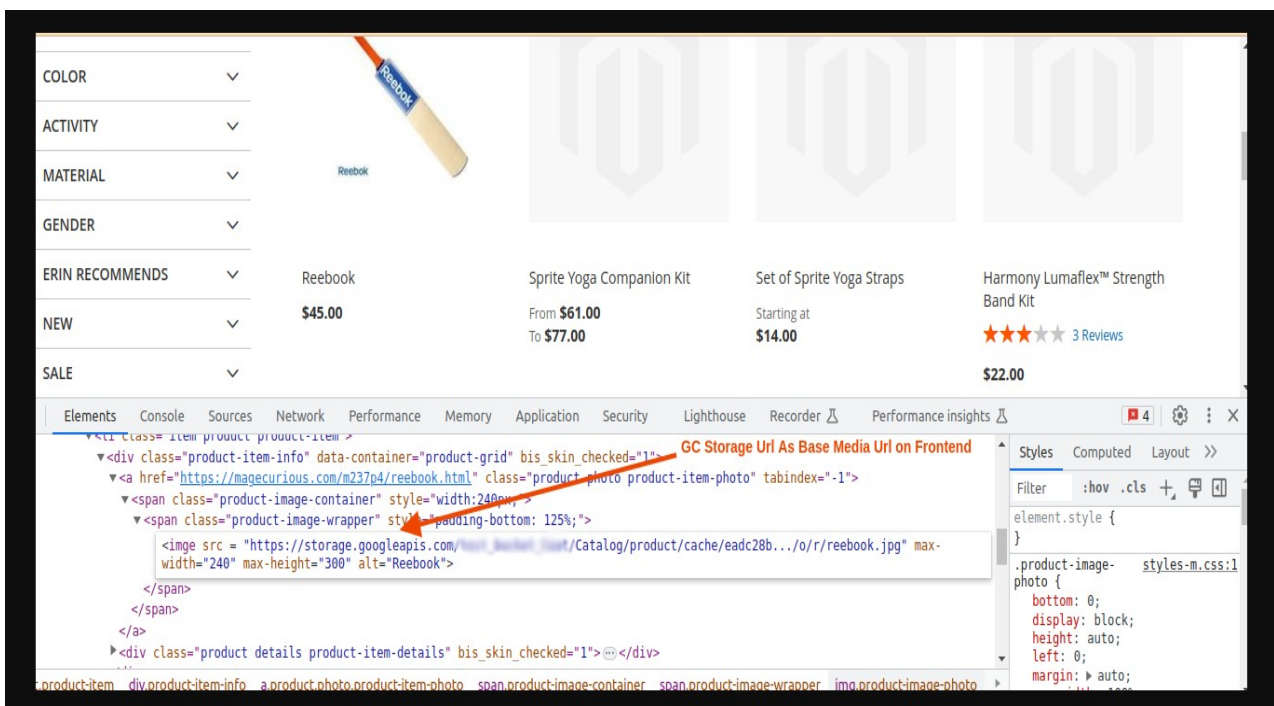 COLOR
ACTIVITY
MATERIAL
GENDER
ERIN RECOMMENDS
NEW
SALE
Reebok
Reebok
Reebook
$45.00
Sprite Yoga Companion Kit
From $61.00
To $77.00
Set of Sprite Yoga Straps
Starting at
$14.00
Harmony Lumaflex™ Strength
Band Kit
3 Reviews
$22.00
Elements Console Sources Network Performance Memory Application Security Lighthouse Recorder Performance insights 4
<li class="item product product-item">
GC Storage Url As Base Media Url on Frontend
<div class="product-item-info" data-container="product-grid" bis_skin_checked="1">
<a href="https://magecurious.com/m237p4/reebook.html" class="product photo product-item-photo" tabindex="-1">
<span class="product-image-container" style="width:240px;">
<span class="product-image-wrapper" style="padding-bottom: 125%;">
<imge src = "https://storage.googleapis.com/ /Catalog/product/cache/eadc28b.../o/r/reebook.jpg" max-
width="240" max-height="300" alt="Reebook">
</span>
</span>
</a>
<div class="product details product-item-details" bis_skin_checked="1">…</div>
t.product-item div.product-item-info a.product.photo.product-item-photo span.product-image-container span.product-image-wrapper img.product-image-photo
Styles Computed Layout
Filter :hov .cls
element.style {
}
.product-image- styles-m.css:1
photo {
bottom: 0;
display: block;
height: auto;
left: 0;
margin: auto;